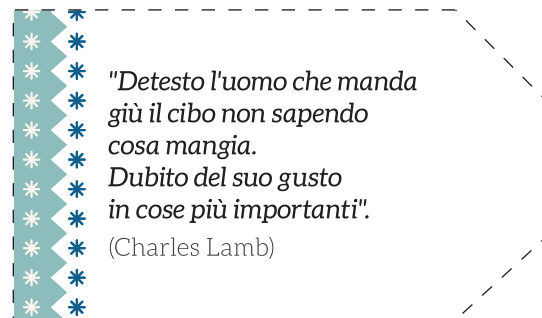 "Detesto l'uomo che manda
giù il cibo non sapendo
cosa mangia.
Dubito del suo gusto
in cose più importanti".
(Charles Lamb)